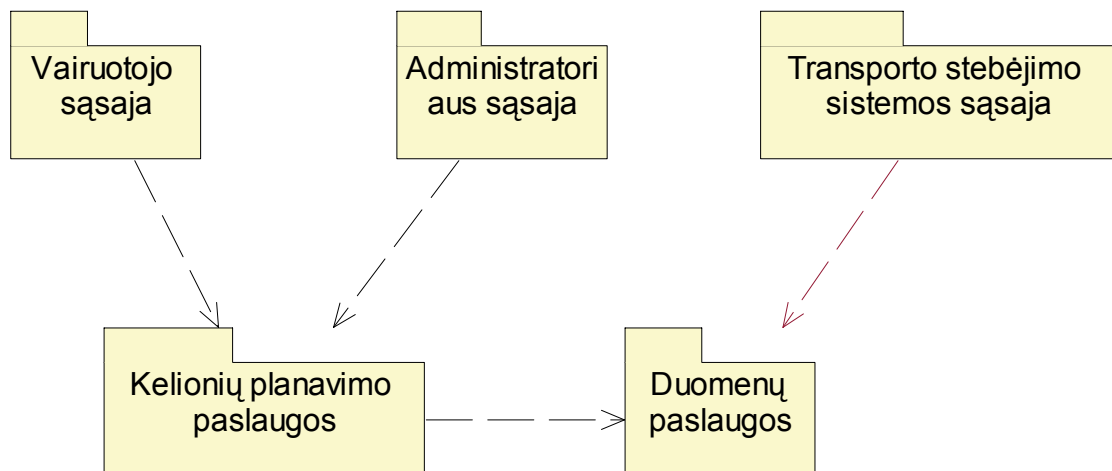 Vairuotojo
sąsaja
Administratori
aus sąsaja
Transporto stebėjimo
sistemos sąsaja
Kelionių planavimo
paslaugos
Duomenų
paslaugos